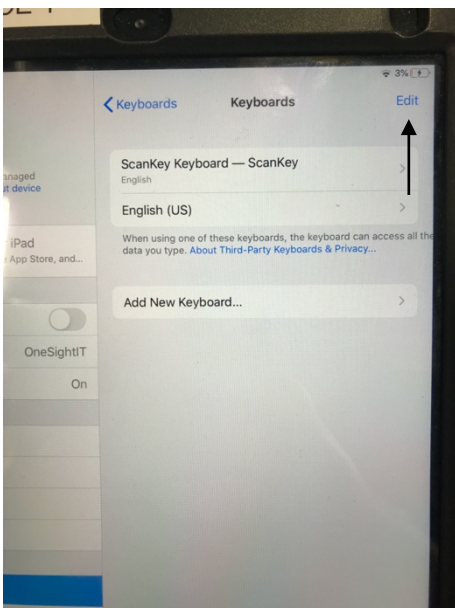 3%
Keyboards
Keyboards
Edit
ScanKey Keyboard — ScanKey
English
English (US)
When using one of these keyboards, the keyboard can access all the
data you type. About Third-Party Keyboards & Privacy...
Add New Keyboard...
anaged
ut device
iPad
App Store, and...
OneSightIT
On